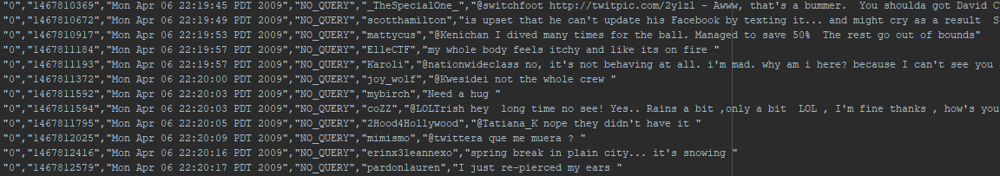 "0","1467810369","Mon Apr 06 22:19:45 PDT 2009","NO_QUERY","_TheSpecialOne_","@switchfoot http://twitpic.com/2y1zl - Awww, that's a bummer.  You shoulda got David C
"0","1467810672","Mon Apr 06 22:19:49 PDT 2009","NO_QUERY","scotthamilton","is upset that he can't update his Facebook by texting it... and might cry as a result  S
"0","1467810917","Mon Apr 06 22:19:53 PDT 2009","NO_QUERY","mattycus","@Kenichan I dived many times for the ball. Managed to save 50%  The rest go out of bounds"
"0","1467811184","Mon Apr 06 22:19:57 PDT 2009","NO_QUERY","ElleCTF","my whole body feels itchy and like its on fire "
"0","1467811193","Mon Apr 06 22:19:57 PDT 2009","NO_QUERY","Karoli","@nationwideclass no, it's not behaving at all. i'm mad. why am i here? because I can't see you
"0","1467811372","Mon Apr 06 22:20:00 PDT 2009","NO_QUERY","joy_wolf","@Kwesidei not the whole crew "
"0","1467811592","Mon Apr 06 22:20:03 PDT 2009","NO_QUERY","mybirch","Need a hug "
"0","1467811594","Mon Apr 06 22:20:03 PDT 2009","NO_QUERY","coZZ","@LOLTrish hey  long time no see! Yes.. Rains a bit ,only a bit  LOL , I'm fine thanks , how's you
"0","1467811795","Mon Apr 06 22:20:05 PDT 2009","NO_QUERY","2Hood4Hollywood","@Tatiana_K nope they didn't have it "
"0","1467812025","Mon Apr 06 22:20:09 PDT 2009","NO_QUERY","mimismo","@twittera que me muera ? "
"0","1467812416","Mon Apr 06 22:20:16 PDT 2009","NO_QUERY","erinx3leannexo","spring break in plain city... it's snowing "
"0","1467812579","Mon Apr 06 22:20:17 PDT 2009","NO_QUERY","pardonlauren","I just re-pierced my ears "